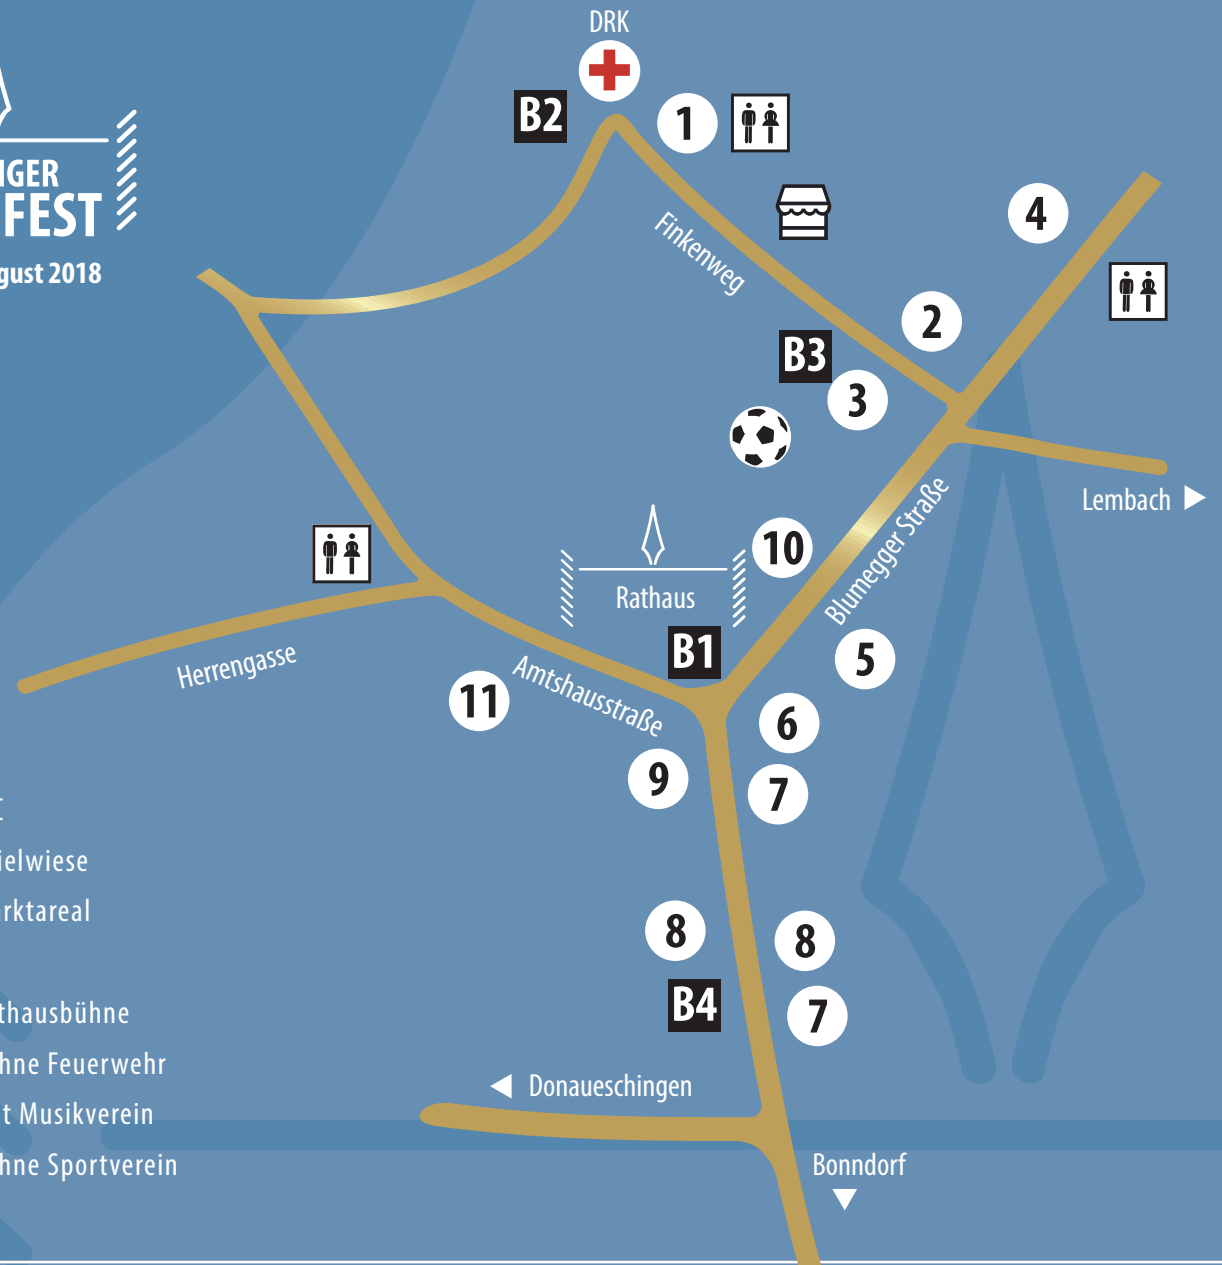 DRK
B2
1
IGER
FEST
gust 2018
4
Finkenweg
2
B3
3
Lembach
10
Rathaus
Blumegger Straße
B1
5
Herrengasse
11
Amtshausstraße
6
9
7
ielwiese
rktareal
8
8
B4
7
thausbühne
hne Feuerwehr
t Musikverein
hne Sportverein
Donaueschingen
Bonndorf